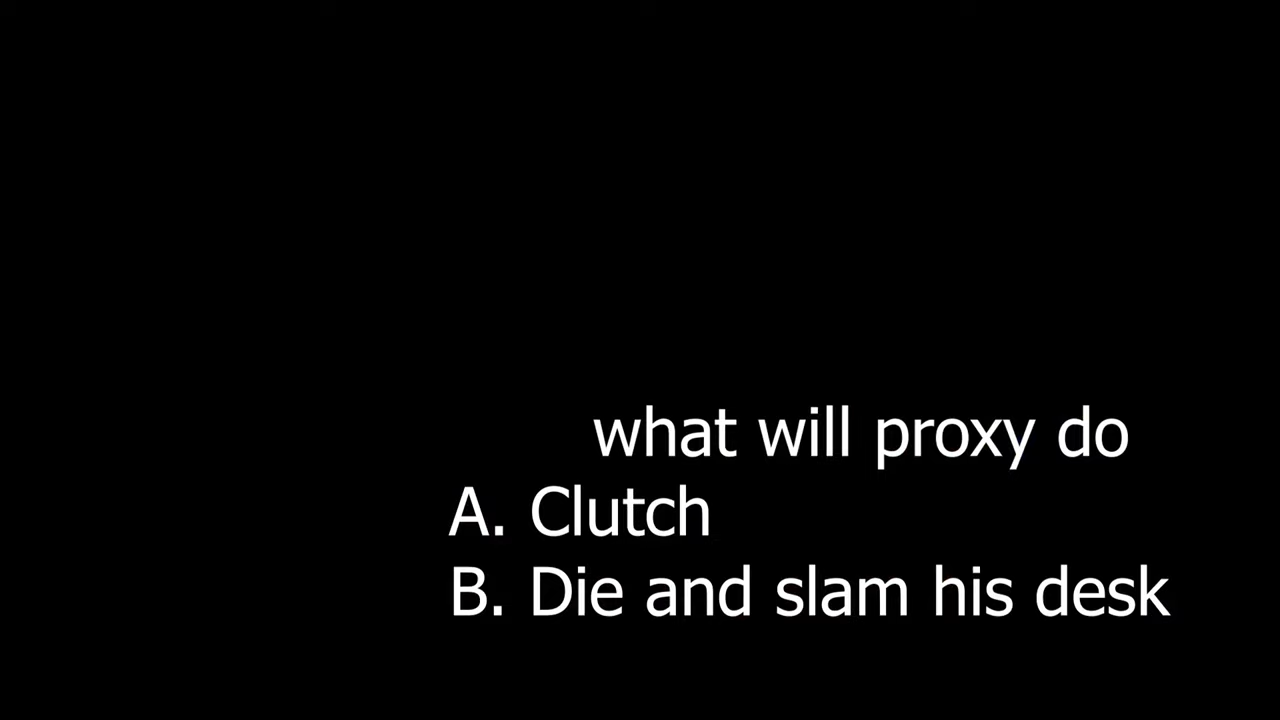 what will proxy do
A. Clutch
B. Die and slam his desk